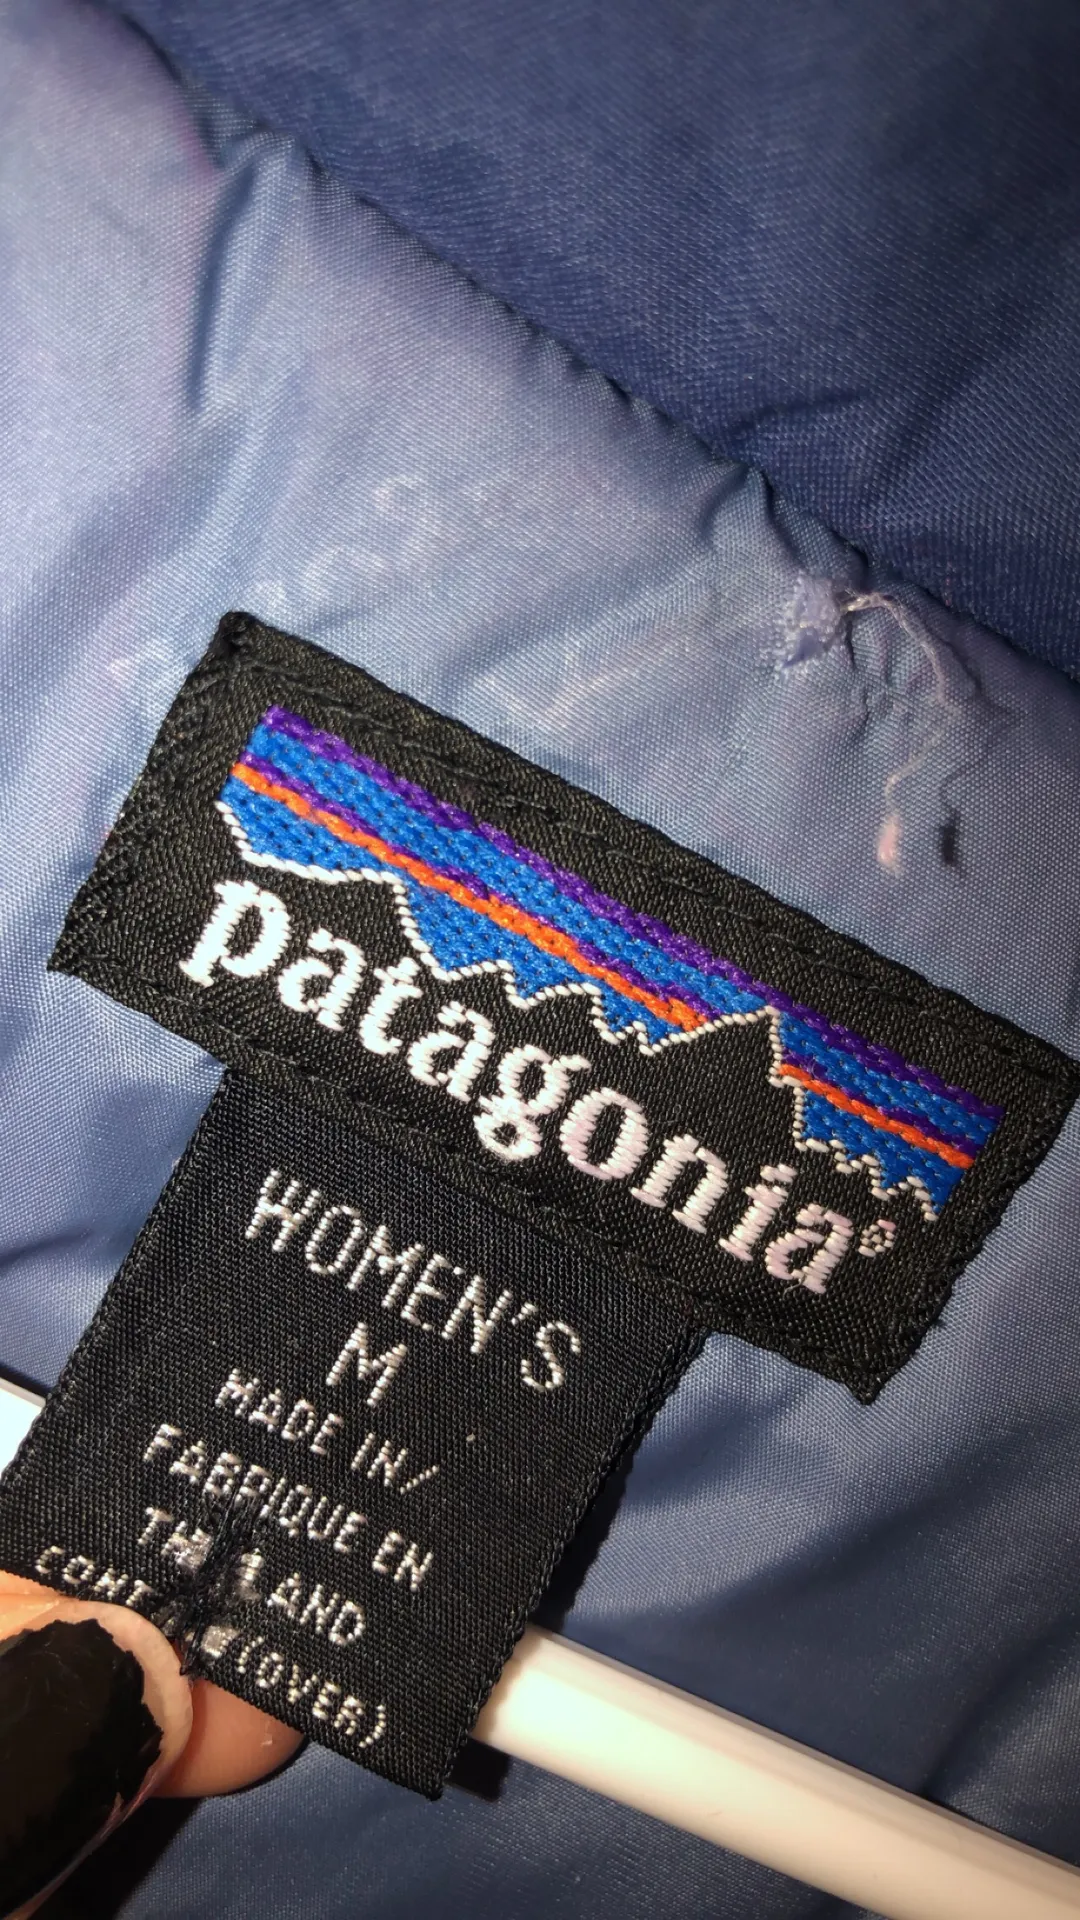 patagonia®
WOMEN'S
M
MADE IN/
FABRIQUE EN
(OVER)